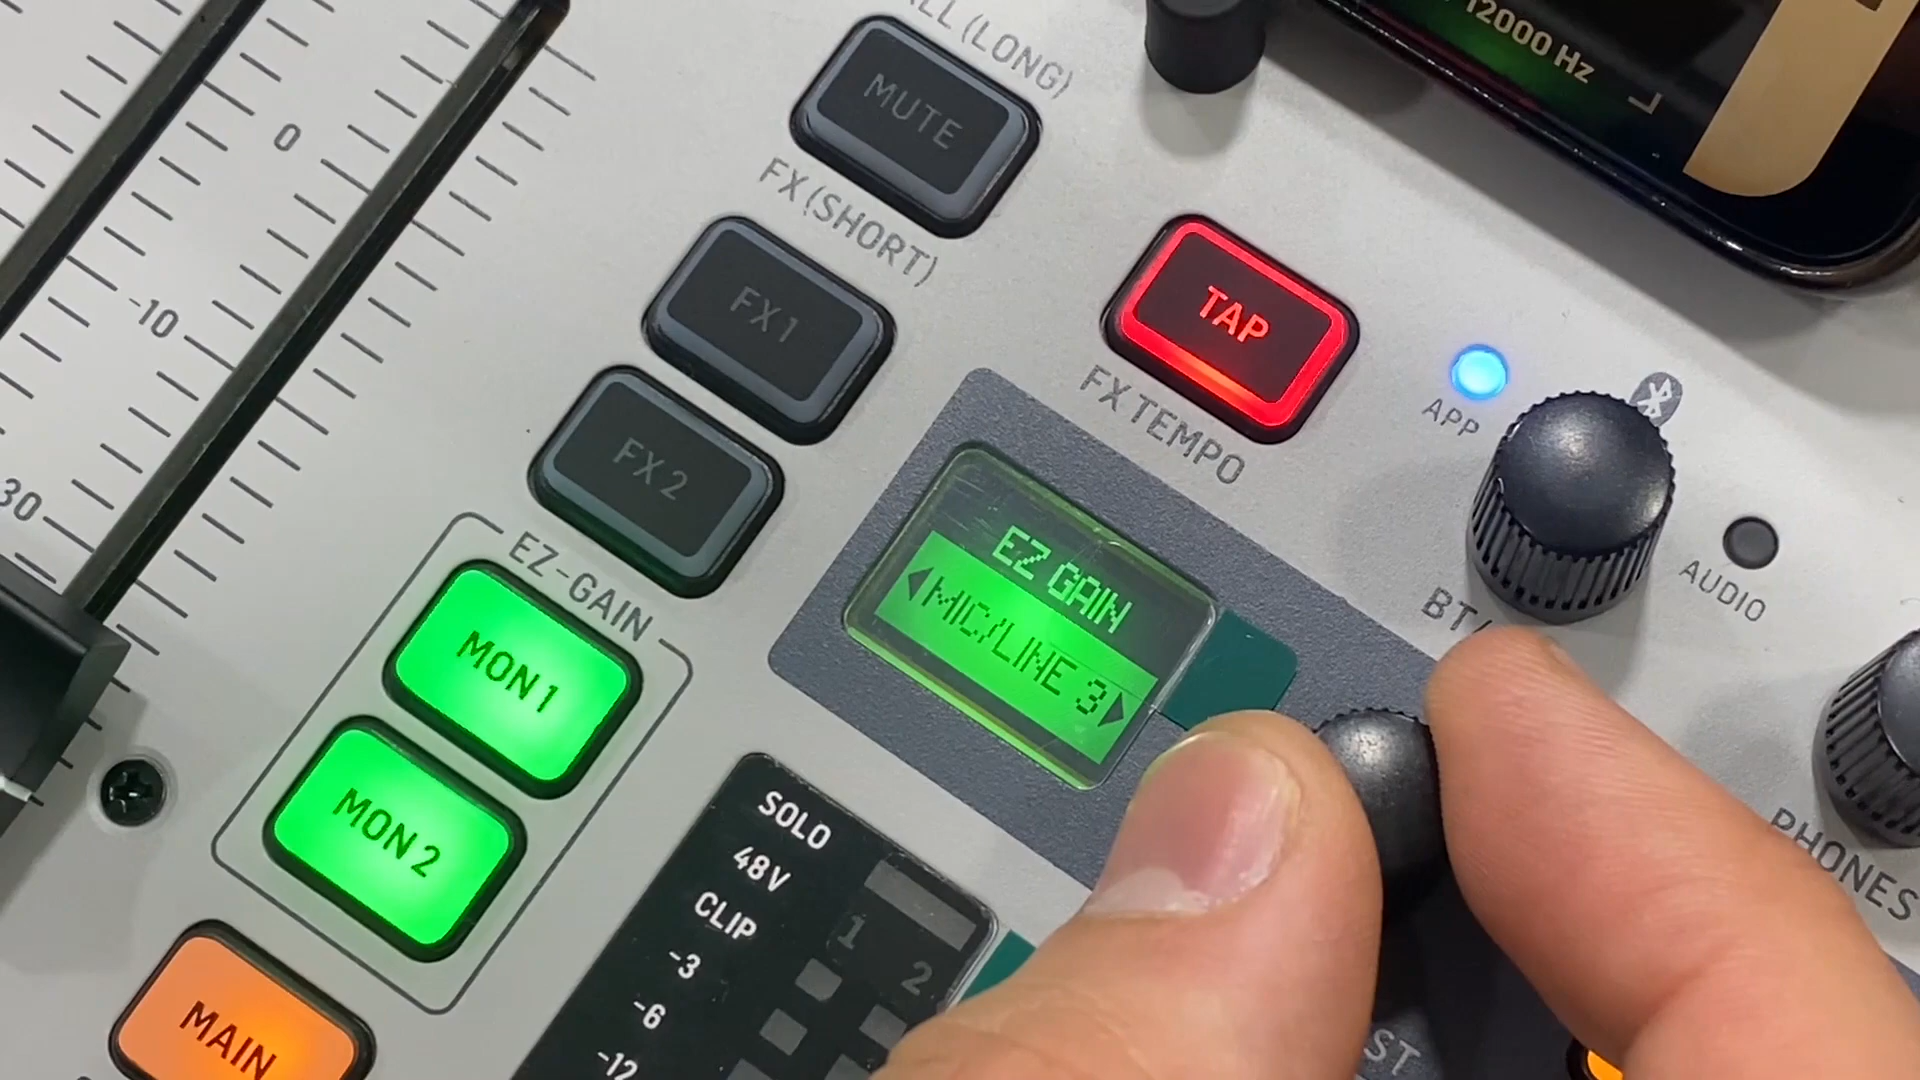 12000 Hz
(LONG)
MUTE
FX (SHORT)
0
FX 1
TAP
FX TEMPO
APP
-10
FX 2
AUDIO
30
EZ-GAIN
EZ GAIN
MIC/LINE 3
BT/
MON 1
MON 2
PHONES
SOLO
48V
CLIP
1
-3
2
-6
-12
MAIN
ST